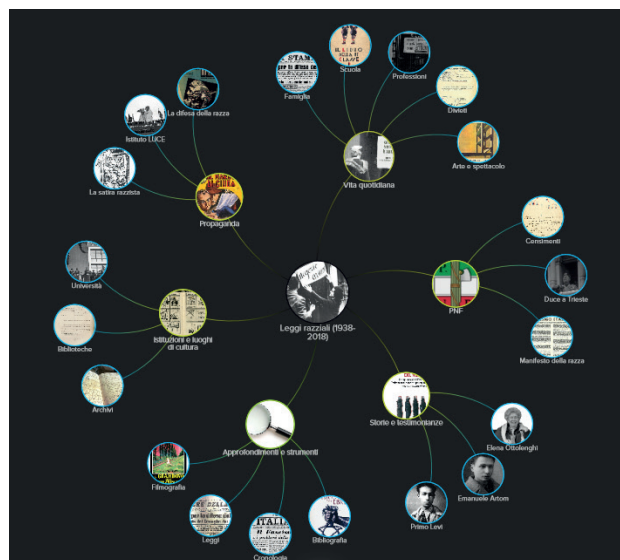 Famiglia
Scuola
Professioni
Divieti
Arte e spettacolo
Vita quotidiana
La difesa della razza
Istituto LUCE
La satira razzista
Propaganda
Censimenti
Duce a Trieste
Manifesto della razza
PNF
Università
Biblioteche
Archivi
Istituzioni e luoghi
di cultura
Leggi razziali (1938-
2018)
Storie e testimontanze
Elena Ottolenghi
Emanuele Artom
Primo Levi
Approfondimenti e strumenti
Filmografia
Leggi
Cronologia
Bibliografia